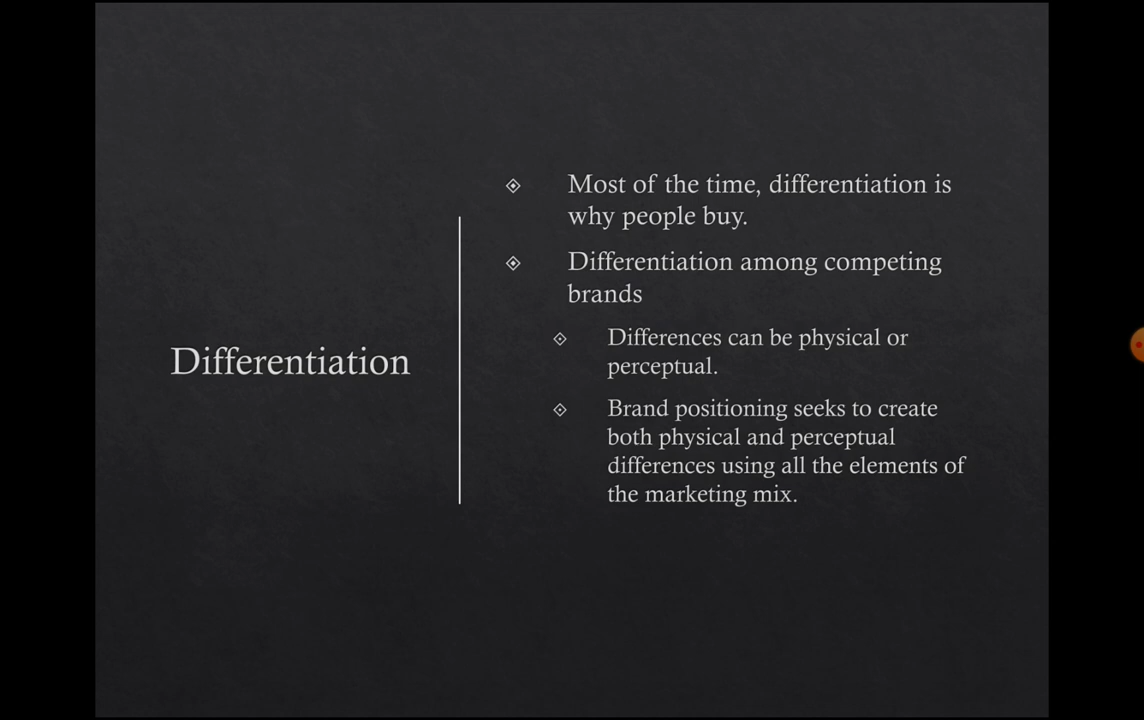 Differentiation
Most of the time, differentiation is
why people buy.
Differentiation among competing
brands
Differences can be physical or
perceptual.
Brand positioning seeks to create
both physical and perceptual
differences using all the elements of
the marketing mix.